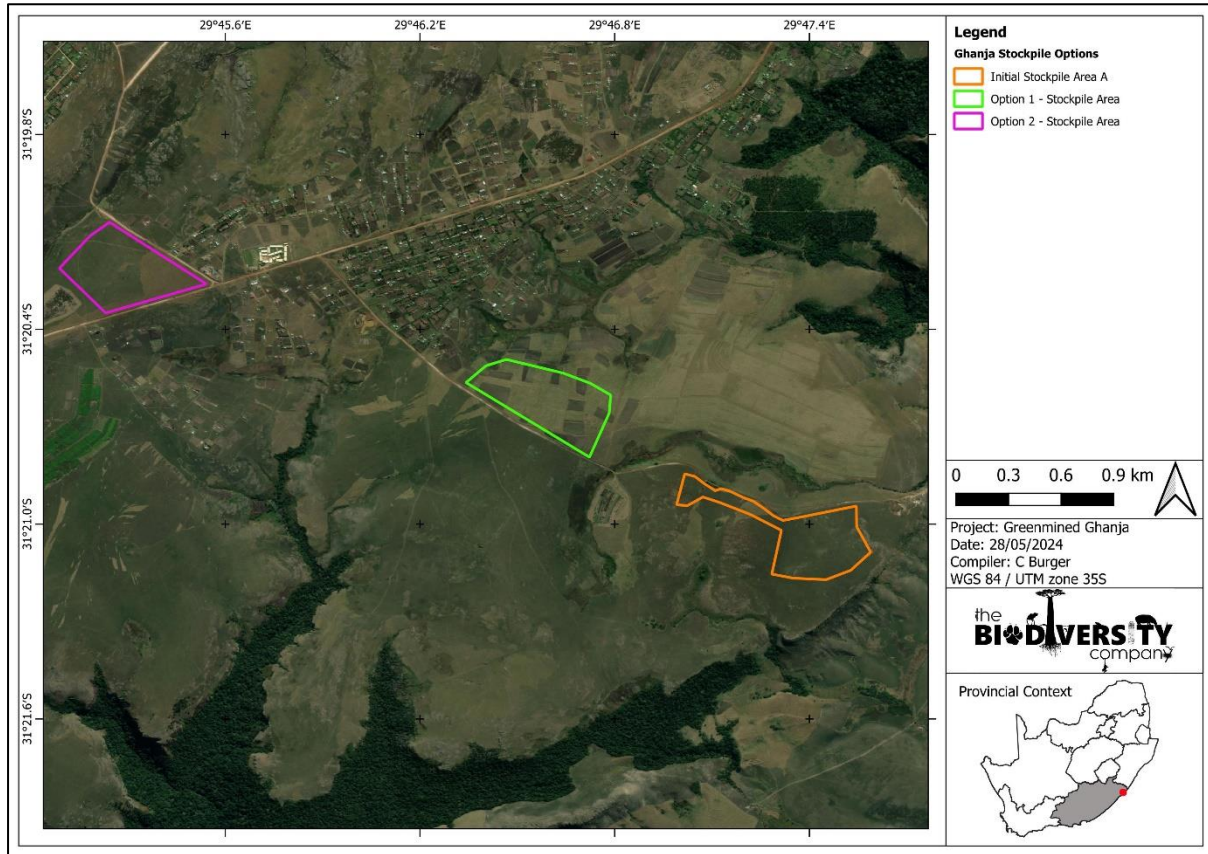 29°45.6'E
29°46.2'E
29°46.8'E
29°47.4'E
31°19.8'S
31°20.4'S
31°21.0'S
31°21.6'S
Legend
Ghanja Stockpile Options
Initial Stockpile Area A
Option 1 - Stockpile Area
Option 2 - Stockpile Area
0 0.3 0.6 0.9 km
Project: Greenmined Ghanja
Date: 28/05/2024
Compiler: C Burger
WGS 84 / UTM zone 35S
the
BIODIVERSITY
company
Provincial Context